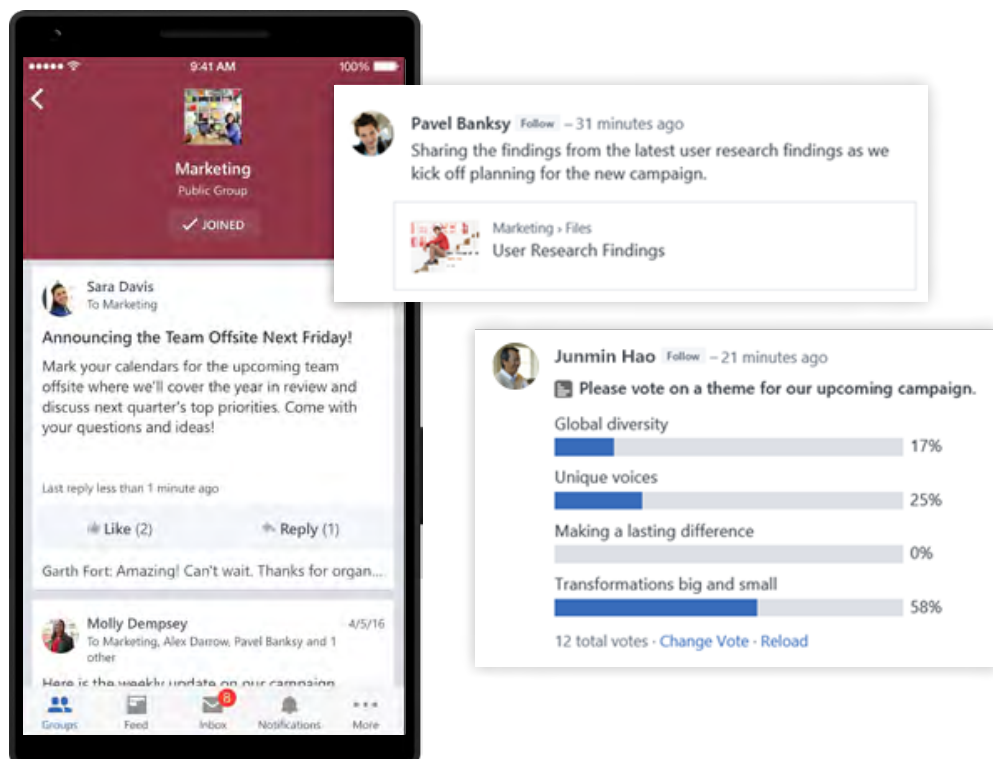 9:41 AM
100%
Marketing
Public Group
JOINED
Sara Davis
To Marketing
Announcing the Team Offsite Next Friday!
Mark your calendars for the upcoming team
offsite where we'll cover the year in review and
discuss next quarter's top priorities. Come with
your questions and ideas!
Last reply less than 1 minute ago
Like (2) Reply (1)
Garth Fort: Amazing! Can't wait. Thanks for organ...
Molly Dempsey 4/5/16
To Marketing, Alex Darrow, Pavel Banksy and 1
other
Here is the weekly update on our campaign
8
Groups Feed Inbox Notifications More
Pavel Banksy Follow – 31 minutes ago
Sharing the findings from the latest user research findings as we
kick off planning for the new campaign.
Marketing › Files
User Research Findings
Junmin Hao Follow – 21 minutes ago
Please vote on a theme for our upcoming campaign.
Global diversity
17%
Unique voices
25%
Making a lasting difference
0%
Transformations big and small
58%
12 total votes · Change Vote · Reload